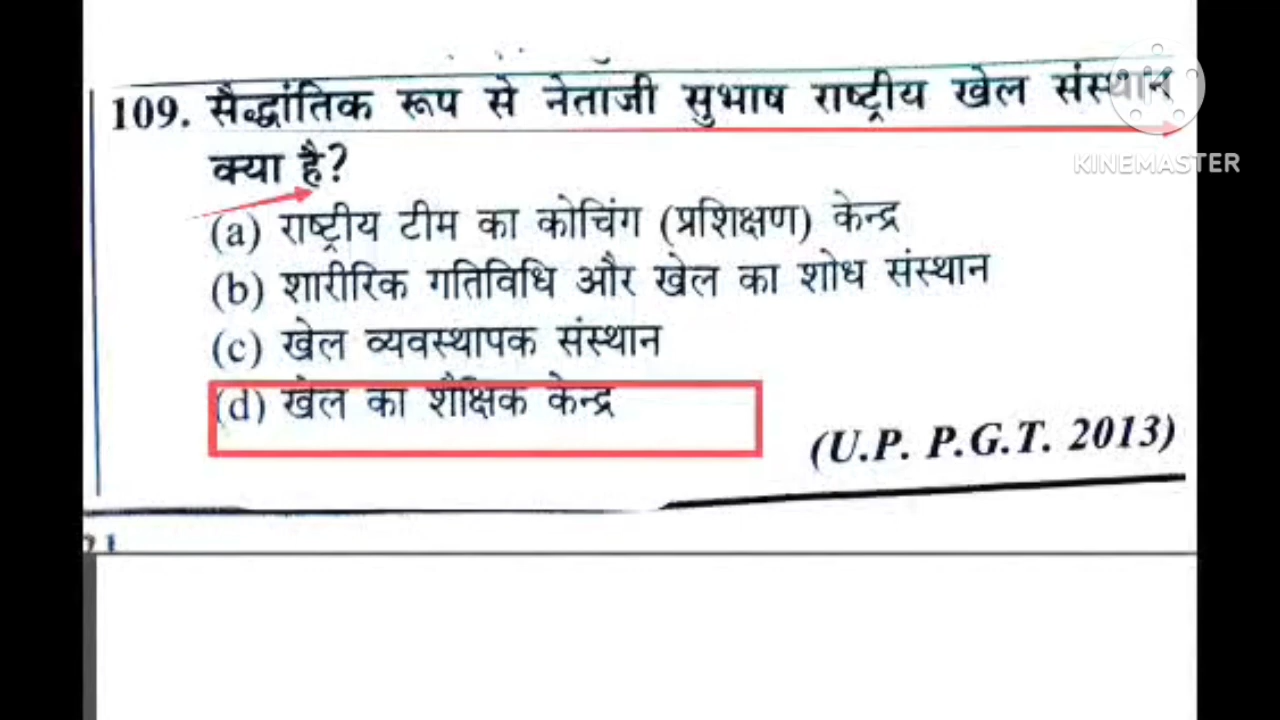 109. सैद्धांतिक रूप से नेताजी सुभाष राष्ट्रीय खेल संस्थान
KINEMASTER
क्या है?
(a) राष्ट्रीय टीम का कोचिंग (प्रशिक्षण) केन्द्र
(b) शारीरिक गतिविधि और खेल का शोध संस्थान
(c) खेल व्यवस्थापक संस्थान
(d) खेल का शैक्षिक केन्द्र
(U.P. P.G.T. 2013)